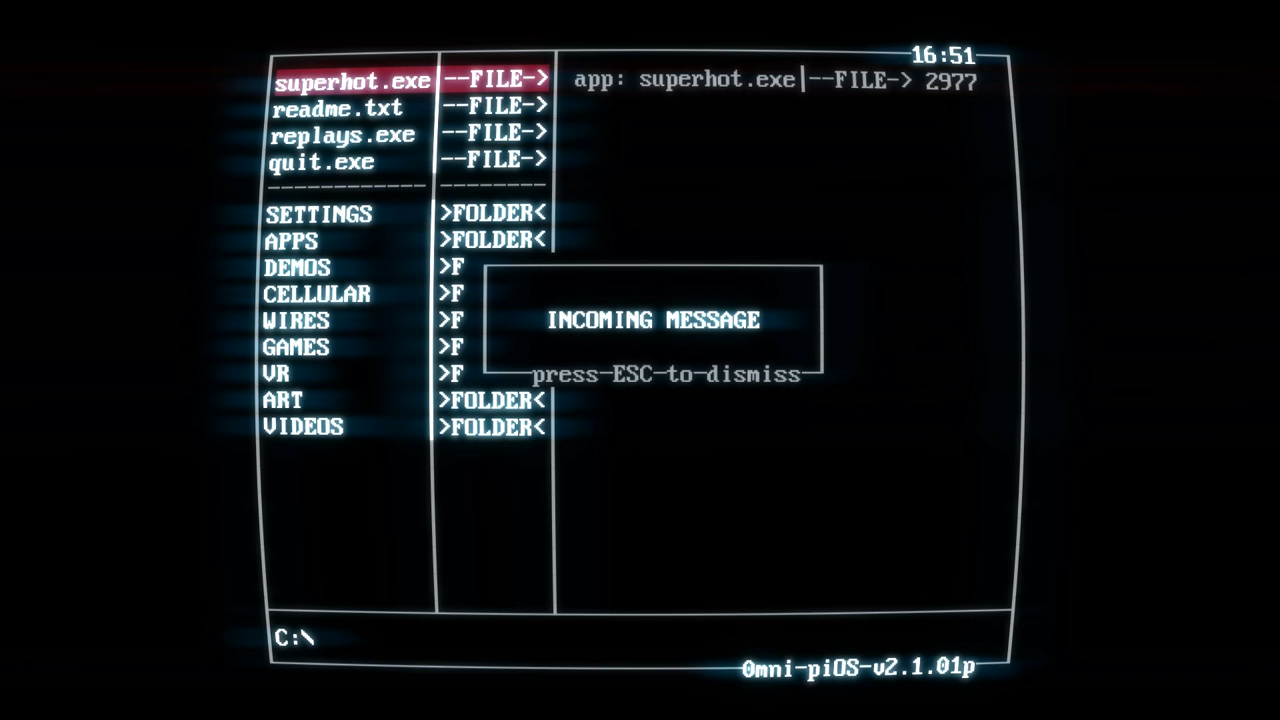 16:51
superhot.exe --FILE-> app: superhot.exe|--FILE-> 2977
readme.txt --FILE->
replays.exe --FILE->
quit.exe --FILE->
------------ --------
SETTINGS >FOLDER<
APPS >FOLDER<
DEMOS >F
CELLULAR >F
WIRES >F INCOMING MESSAGE
GAMES >F
VR >F press-ESC-to-dismiss
ART >FOLDER<
VIDEOS >FOLDER<
C:\
0mni-piOS-v2.1.01p